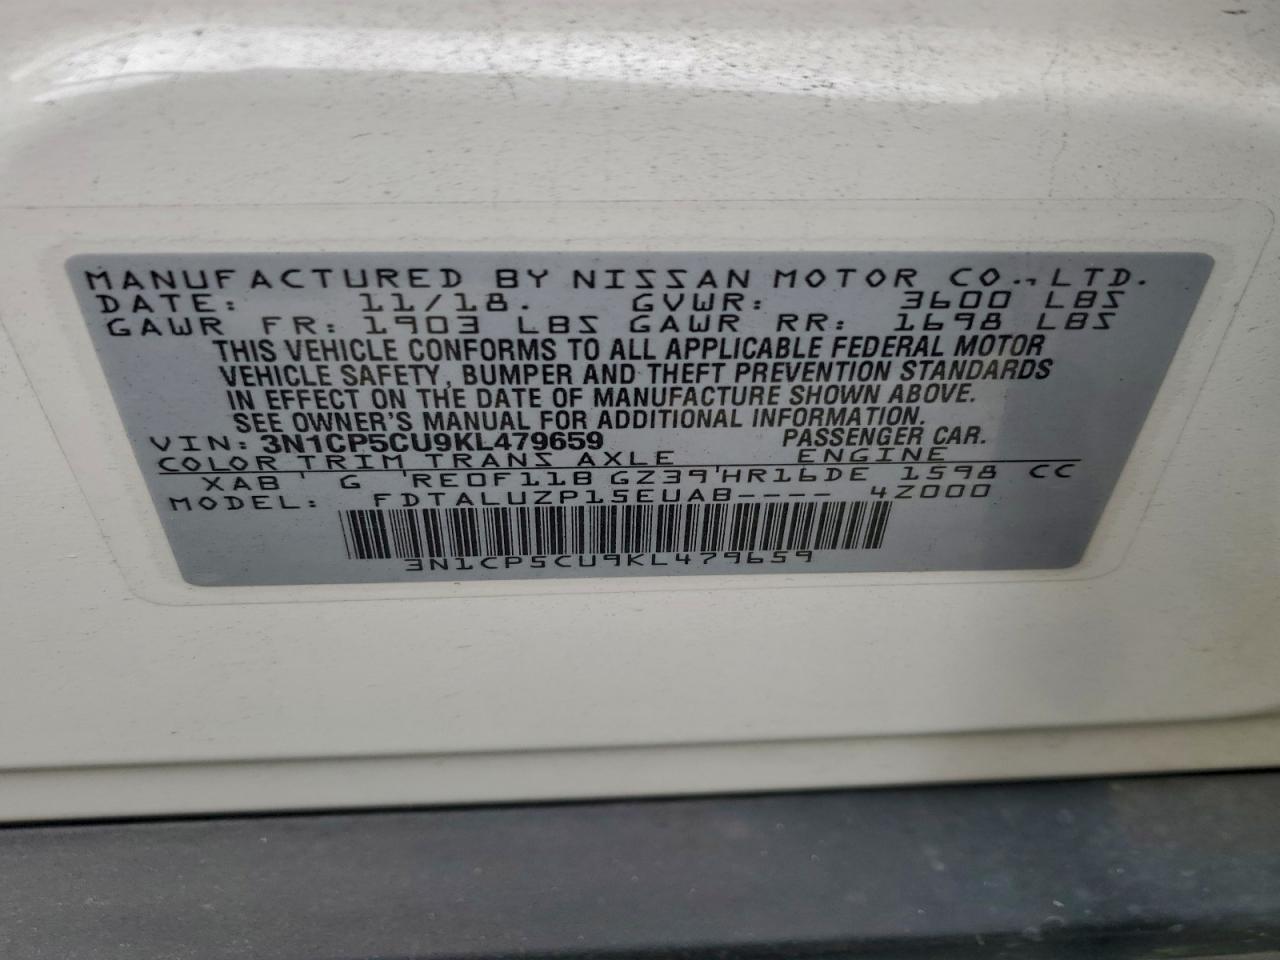 MANUFACTURED BY NISSAN MOTOR CO., LTD.
DATE: 11/18. GVWR: 3600 LBS
GAWR FR: 1903 LBS GAWR RR: 1698 LBS
THIS VEHICLE CONFORMS TO ALL APPLICABLE FEDERAL MOTOR
VEHICLE SAFETY, BUMPER AND THEFT PREVENTION STANDARDS
IN EFFECT ON THE DATE OF MANUFACTURE SHOWN ABOVE.
SEE OWNER'S MANUAL FOR ADDITIONAL INFORMATION.
VIN: 3N1CP5CU9KL479659 PASSENGER CAR.
COLOR TRIM TRANS AXLE ENGINE
XAB ' G ' RE0F11B GZ39 ' HR16DE 1598 CC
MODEL: FDTALUZP15EUAB---- 4Z000
3N1CP5CU9KL479659